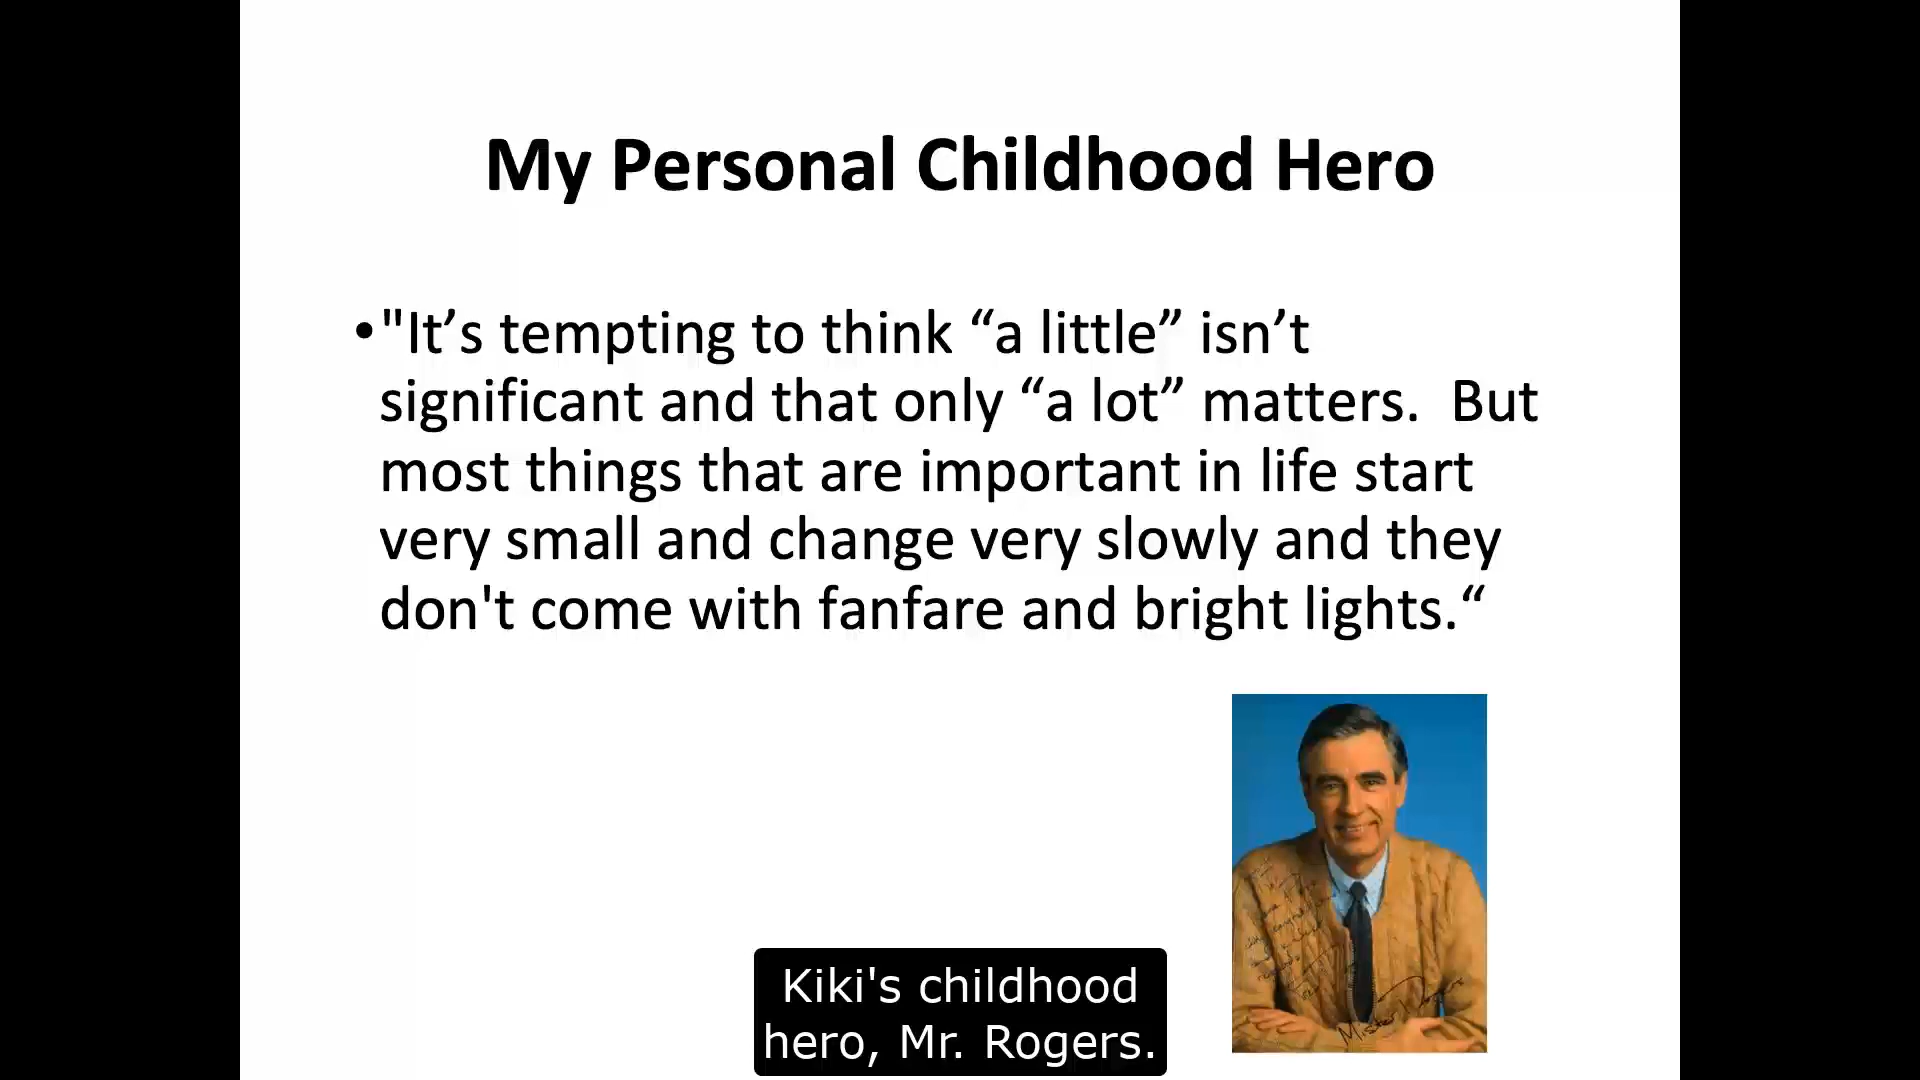 My Personal Childhood Hero
•"It’s tempting to think “a little” isn’t
significant and that only “a lot” matters.  But
most things that are important in life start
very small and change very slowly and they
don't come with fanfare and bright lights.“
Mister Rogers
Kiki's childhood
hero, Mr. Rogers.